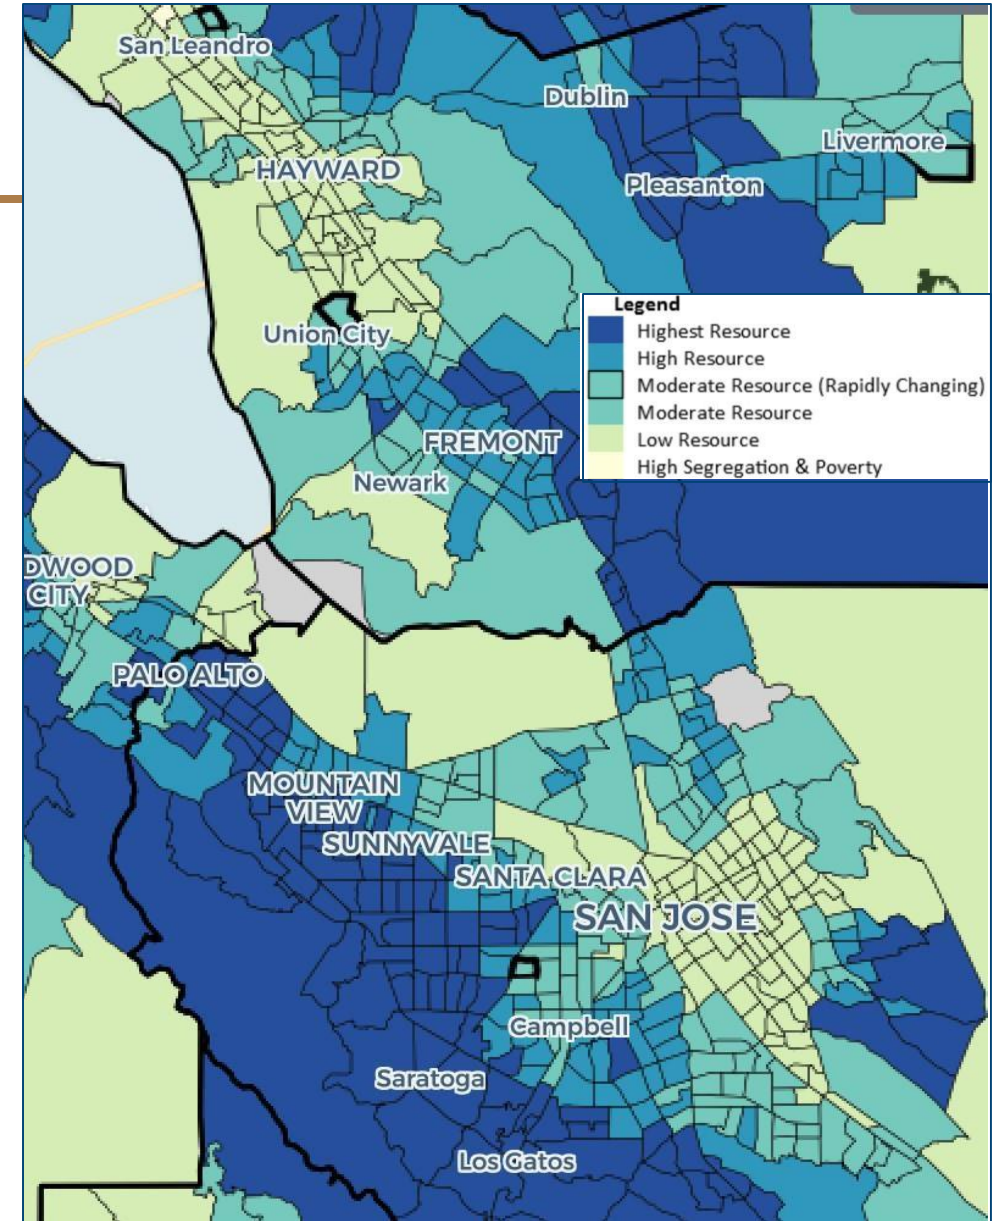 San Leandro
Dublin
Livermore
HAYWARD
Pleasanton
Union City
Legend
Highest Resource
High Resource
Moderate Resource (Rapidly Changing)
Moderate Resource
Low Resource
High Segregation & Poverty
FREMONT
Newark
DWOOD
CITY
PALO ALTO
MOUNTAIN
VIEW
SUNNYVALE
SANTA CLARA
SAN JOSE
Campbell
Saratoga
Los Gatos